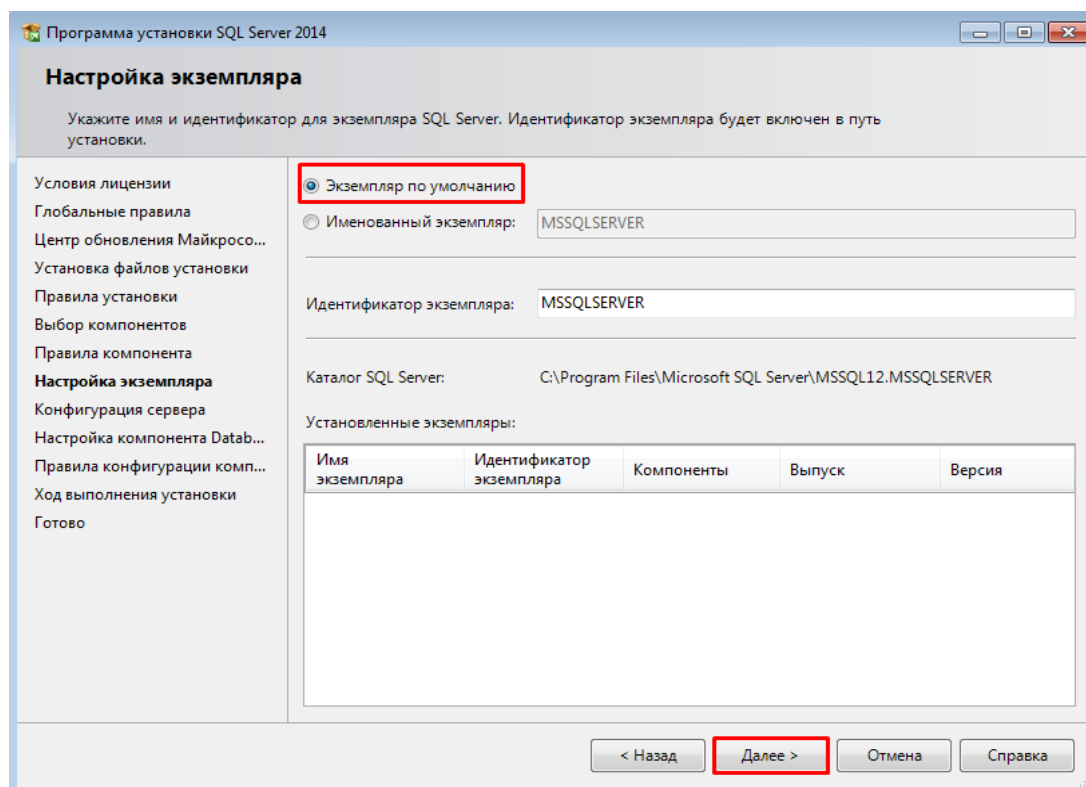 Программа установки SQL Server 2014
Настройка экземпляра
Укажите имя и идентификатор для экземпляра SQL Server. Идентификатор экземпляра будет включен в путь
установки.
Условия лицензии
Глобальные правила
Центр обновления Майкросо...
Установка файлов установки
Правила установки
Выбор компонентов
Правила компонента
Настройка экземпляра
Конфигурация сервера
Настройка компонента Datab...
Правила конфигурации комп...
Ход выполнения установки
Готово
Экземпляр по умолчанию
Именованный экземпляр: MSSQLSERVER
Идентификатор экземпляра: MSSQLSERVER
Каталог SQL Server: C:\Program Files\Microsoft SQL Server\MSSQL12.MSSQLSERVER
Установленные экземпляры:
Имя экземпляра Идентификатор экземпляра Компоненты Выпуск Версия
< Назад Далее > Отмена Справка